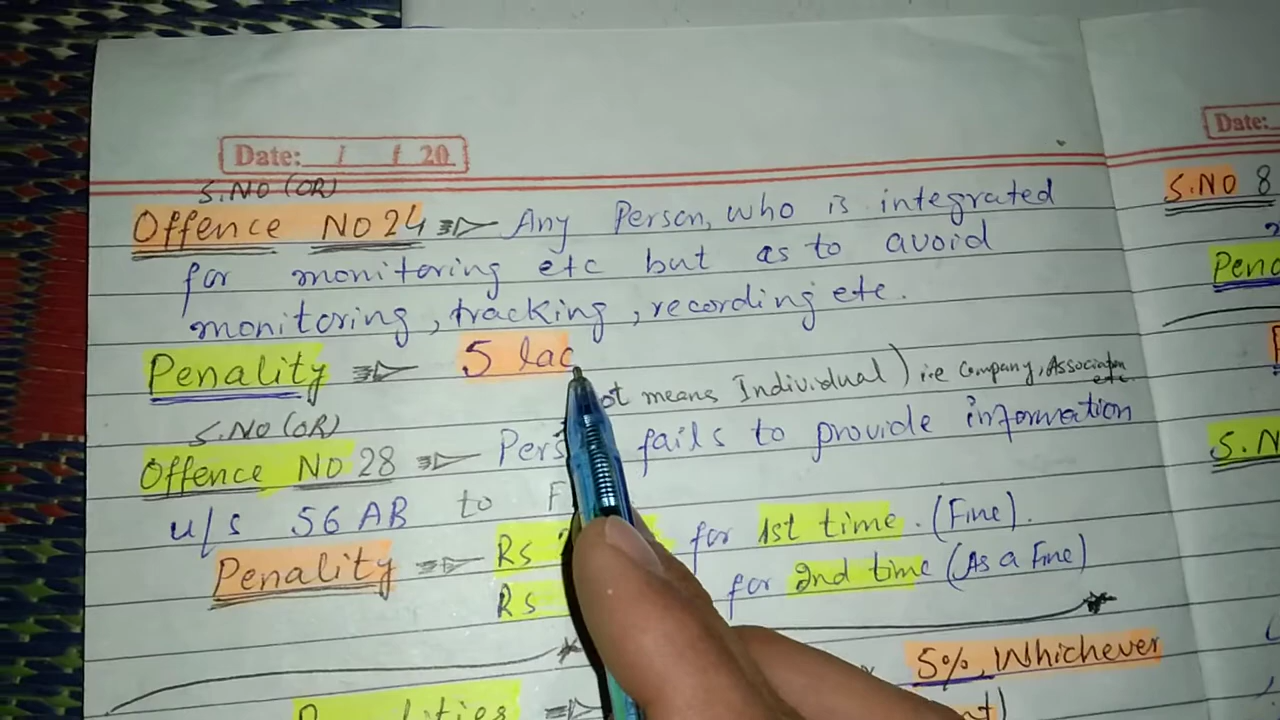 Date: / / 20
S.NO (OR)
Offence NO 24 ⇒ Any Person, who is integrated
for monitoring etc but as to avoid
monitoring, tracking, recording etc.
Penality ⇒ 5 lac
not means Individual) i.e Company, Association etc
S.NO (OR)
Offence NO 28 ⇒ fails to provide information
u/s 56 AB to
Penality ⇒ Rs for 1st time. (Fine).
Rs for 2nd time (As a Fine)
5%, Whichever
Date:
S.NO 8